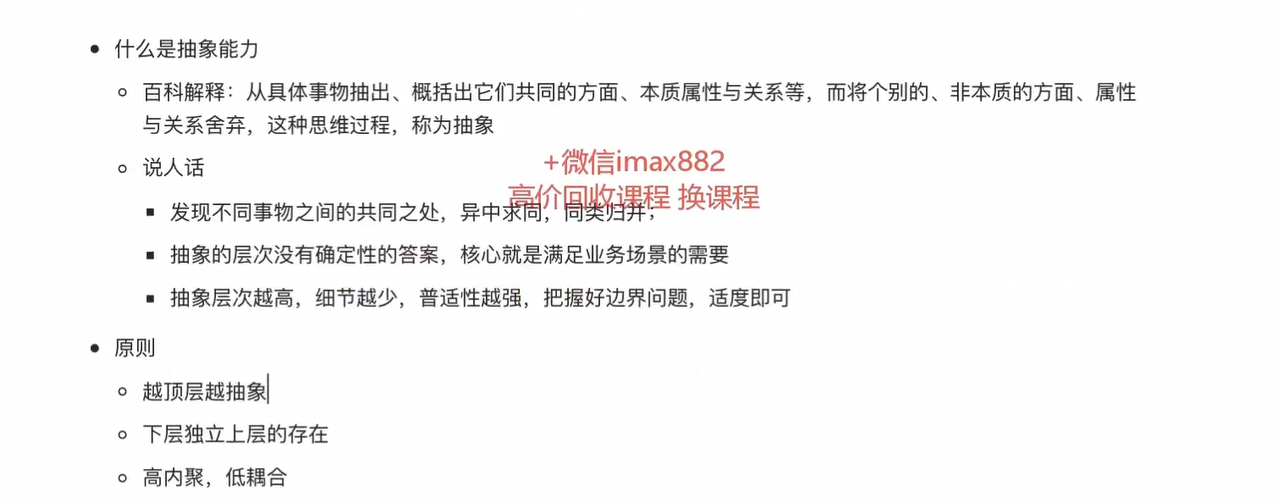 什么是抽象能力
百科解释：从具体事物抽出、概括出它们共同的方面、本质属性与关系等，而将个别的、非本质的方面、属性
与关系舍弃，这种思维过程，称为抽象
说人话
+微信imax882
高价回收课程 换课程
发现不同事物之间的共同之处，异中求同，同类归并；
抽象的层次没有确定性的答案，核心就是满足业务场景的需要
抽象层次越高，细节越少，普适性越强，把握好边界问题，适度即可
原则
越顶层越抽象
下层独立上层的存在
高内聚，低耦合